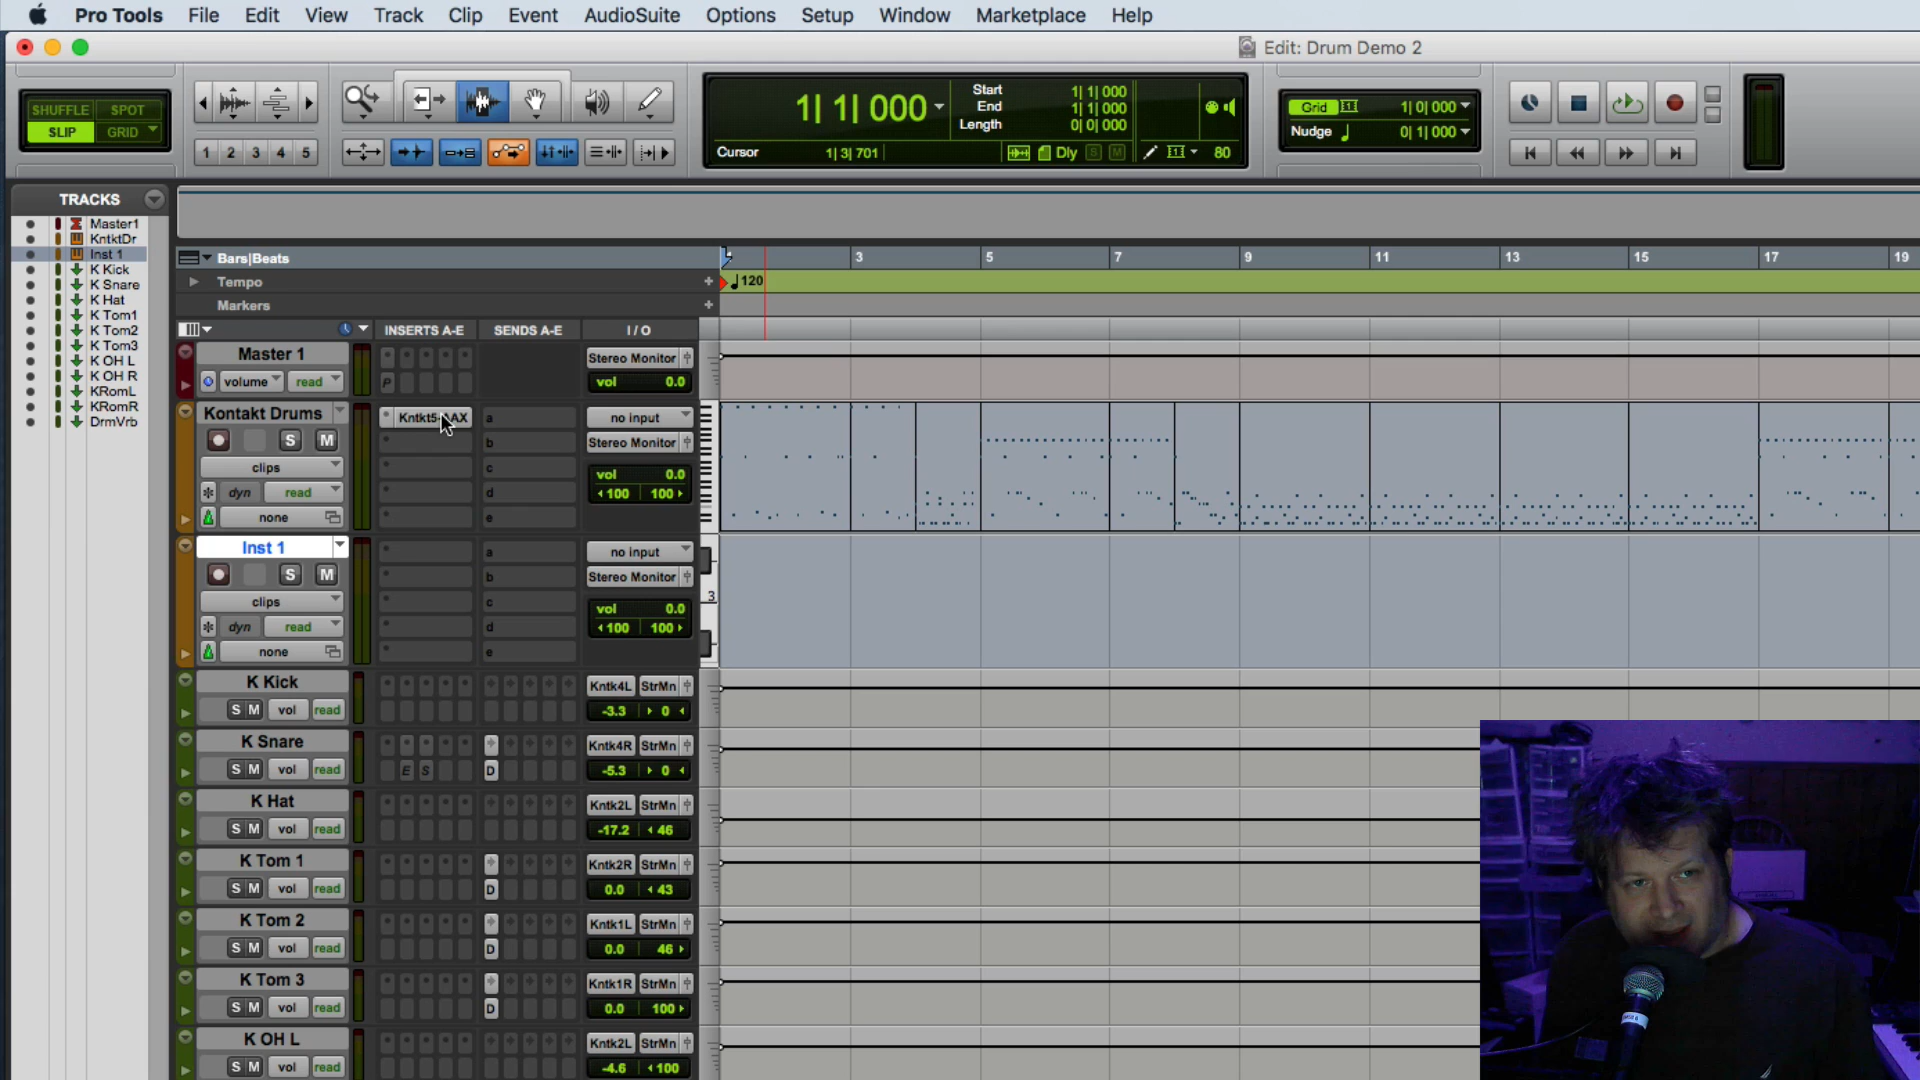 Pro Tools File Edit View Track Clip Event AudioSuite Options Setup Window Marketplace Help
Edit: Drum Demo 2
SHUFFLE SPOT
SLIP GRID
1 2 3 4 5
1| 1| 000
Start 1| 1| 000
End 1| 1| 000
Length 0| 0| 000
Cursor 1| 3| 701 Dly S M 80
Grid 1| 0| 000
Nudge 0| 1| 000
TRACKS
Master1
KntktDr
Inst 1
K Kick
K Snare
K Hat
K Tom1
K Tom2
K Tom3
K OH L
K OH R
KRomL
KRomR
DrmVrb
Bars|Beats 3 5 7 9 11 13 15 17 19
Tempo 120
Markers
INSERTS A-E SENDS A-E I / O
Master 1 Stereo Monitor
volume read P vol 0.0
Kontakt Drums a no input
S M b Stereo Monitor
clips c vol 0.0
dyn read d 100 100
none e
Inst 1 a no input
S M b Stereo Monitor
clips c vol 0.0 3
dyn read d 100 100
none e
K Kick Kntk4L StrMn
S M vol read -3.3 0
K Snare Kntk4R StrMn
S M vol read E S D -5.3 0
K Hat Kntk2L StrMn
S M vol read -17.2 46
K Tom 1 Kntk2R StrMn
S M vol read D 0.0 43
K Tom 2 Kntk1L StrMn
S M vol read D 0.0 46
K Tom 3 Kntk1R StrMn
S M vol read D 0.0 100
K OH L Kntk2L StrMn
S M vol read -4.6 100